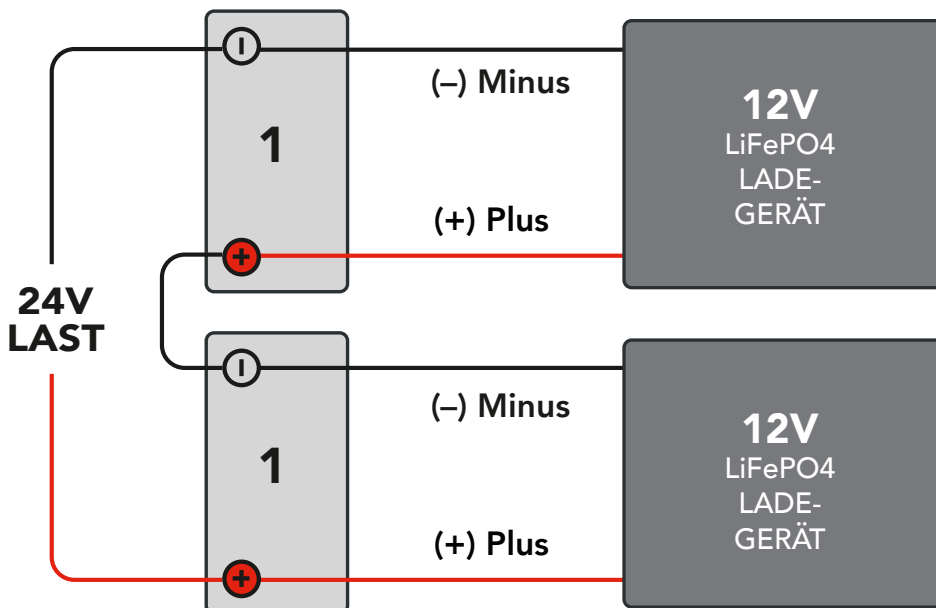 (–) Minus
1
(+) Plus
12V
LiFePO4
LADE-
GERÄT
24V
LAST
(–) Minus
1
(+) Plus
12V
LiFePO4
LADE-
GERÄT